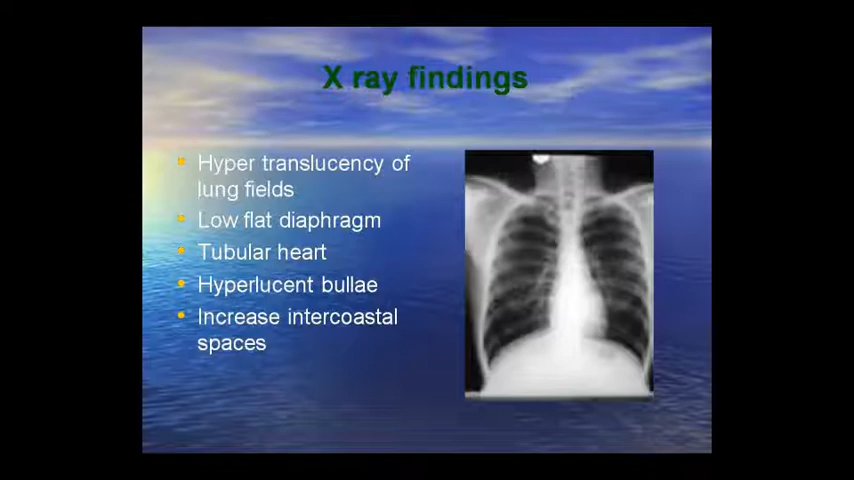 X ray findings
Hyper translucency of
lung fields
Low flat diaphragm
Tubular heart
Hyperlucent bullae
Increase intercoastal
spaces